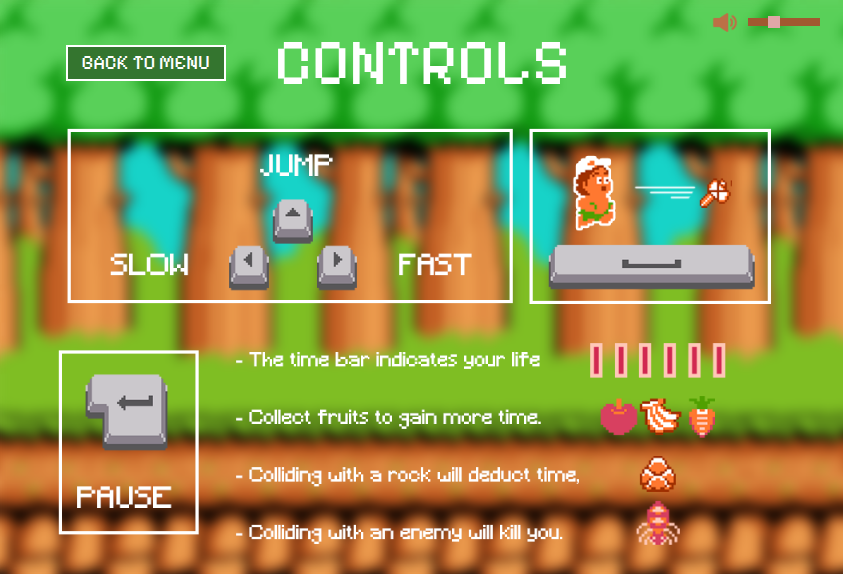 BACK TO MENU
CONTROLS
JUMP
SLOW
FAST
- The time bar indicates your life
- Collect fruits to gain more time.
- Colliding with a rock will deduct time,
- Colliding with an enemy will kill you.
PAUSE